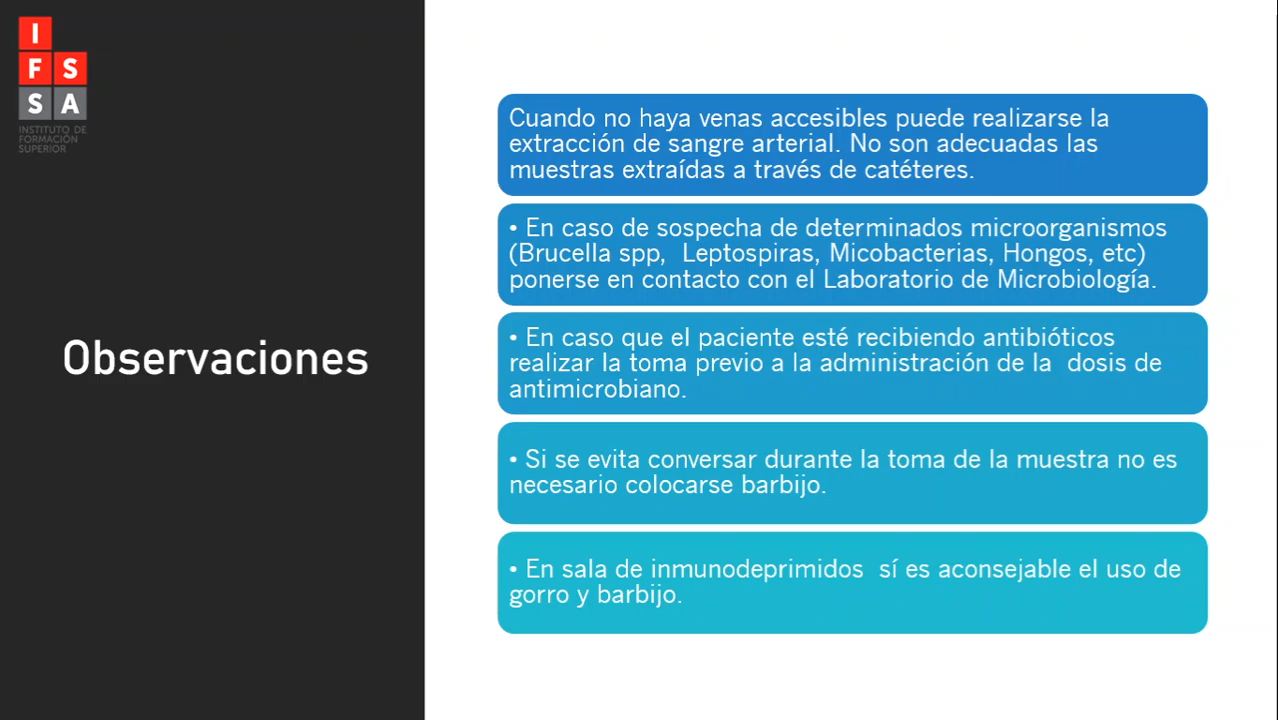 I
F S
S A
INSTITUTO DE
FORMACIÓN
SUPERIOR
Observaciones
Cuando no haya venas accesibles puede realizarse la
extracción de sangre arterial. No son adecuadas las
muestras extraídas a través de catéteres.
• En caso de sospecha de determinados microorganismos
(Brucella spp,  Leptospiras, Micobacterias, Hongos, etc)
ponerse en contacto con el Laboratorio de Microbiología.
• En caso que el paciente esté recibiendo antibióticos
realizar la toma previo a la administración de la  dosis de
antimicrobiano.
• Si se evita conversar durante la toma de la muestra no es
necesario colocarse barbijo.
• En sala de inmunodeprimidos  sí es aconsejable el uso de
gorro y barbijo.